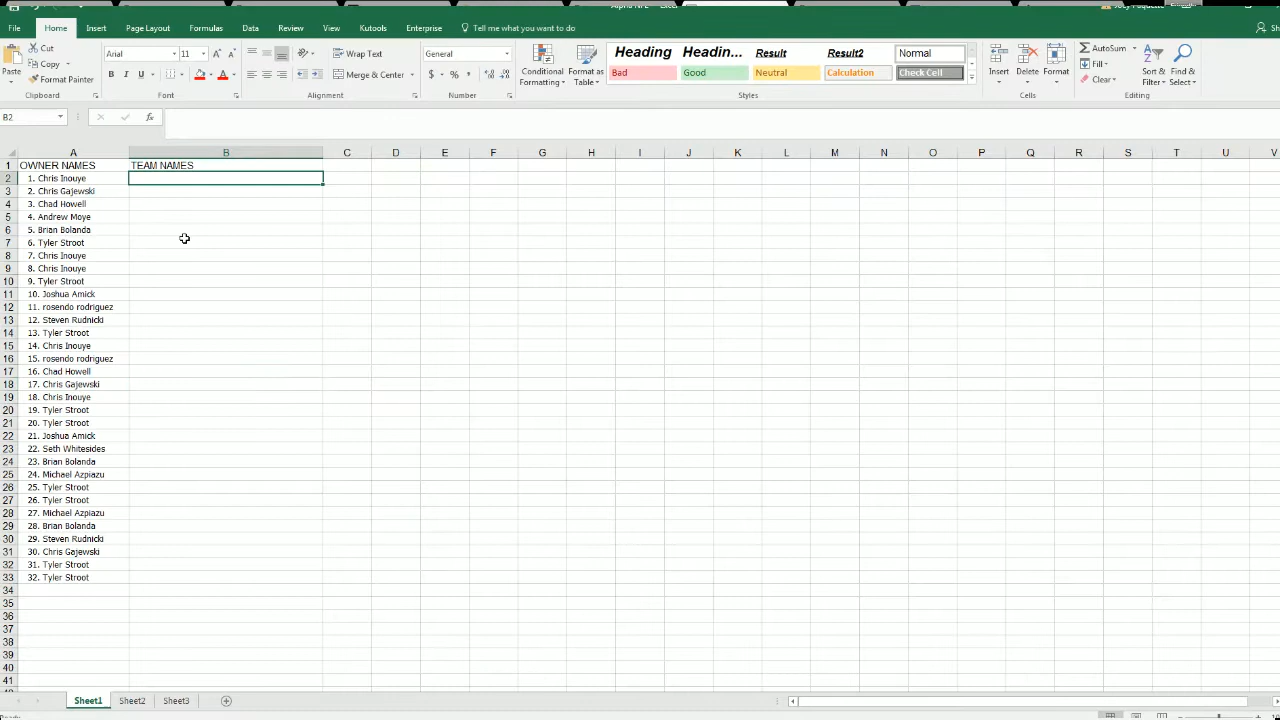 File Home Insert Page Layout Formulas Data Review View Kutools Enterprise Tell me what you want to do
Cut
Copy
Format Painter
Paste
Clipboard
Arial 11
B I U
Font
Wrap Text
Merge & Center
Alignment
General
$ % ,
Number
Conditional Formatting
Format as Table
Heading Headin... Result Result2 Normal
Bad Good Neutral Calculation Check Cell
Styles
Insert Delete Format
Cells
AutoSum
Fill
Clear
Sort & Filter
Find & Select
Editing
B2 fx
A B C D E F G H I J K L M N O P Q R S T U V
1 OWNER NAMES TEAM NAMES
2 1. Chris Inouye
3 2. Chris Gajewski
4 3. Chad Howell
5 4. Andrew Moye
6 5. Brian Bolanda
7 6. Tyler Stroot
8 7. Chris Inouye
9 8. Chris Inouye
10 9. Tyler Stroot
11 10. Joshua Amick
12 11. rosendo rodriguez
13 12. Steven Rudnicki
14 13. Tyler Stroot
15 14. Chris Inouye
16 15. rosendo rodriguez
17 16. Chad Howell
18 17. Chris Gajewski
19 18. Chris Inouye
20 19. Tyler Stroot
21 20. Tyler Stroot
22 21. Joshua Amick
23 22. Seth Whitesides
24 23. Brian Bolanda
25 24. Michael Azpiazu
26 25. Tyler Stroot
27 26. Tyler Stroot
28 27. Michael Azpiazu
29 28. Brian Bolanda
30 29. Steven Rudnicki
31 30. Chris Gajewski
32 31. Tyler Stroot
33 32. Tyler Stroot
34
35
36
37
38
39
40
41
Sheet1 Sheet2 Sheet3